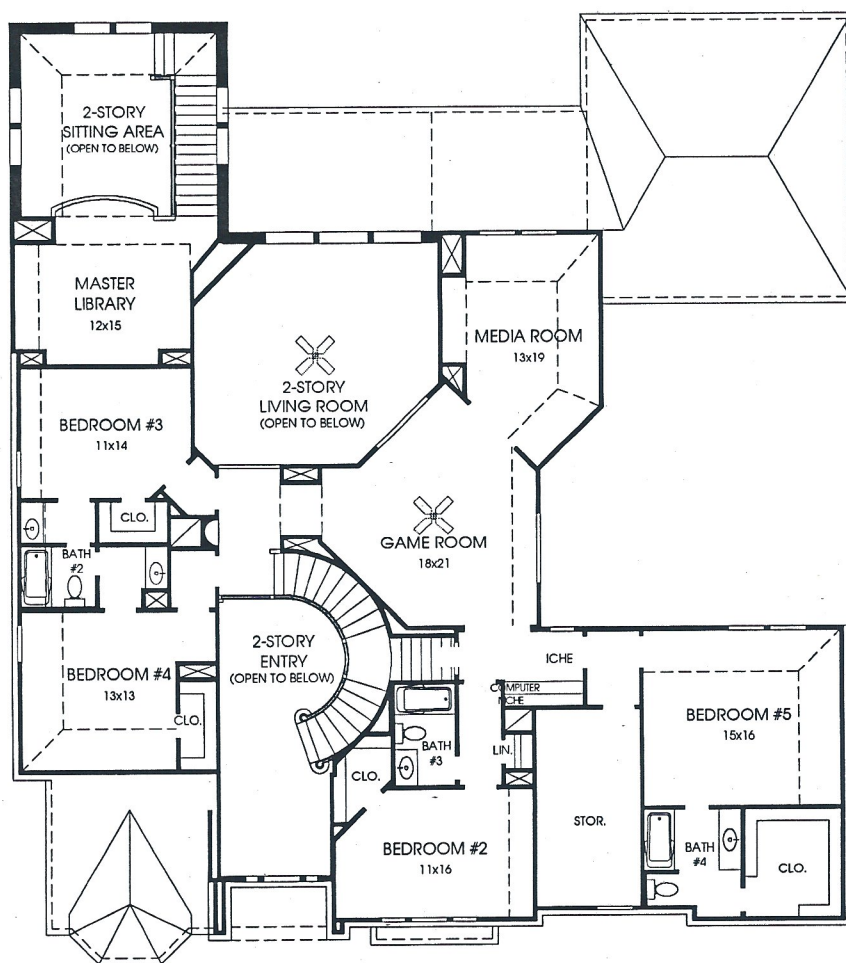 2-STORY
SITTING AREA
(OPEN TO BELOW)
MASTER
LIBRARY
12x15
MEDIA ROOM
13x19
2-STORY
LIVING ROOM
(OPEN TO BELOW)
BEDROOM #3
11x14
CLO.
BATH
#2
GAME ROOM
18x21
2-STORY
ENTRY
(OPEN TO BELOW)
BEDROOM #4
13x13
CLO.
ICHE
COMPUTER
NICHE
BEDROOM #5
15x16
BATH
#3
LIN.
CLO.
STOR.
BEDROOM #2
11x16
BATH
#4
CLO.